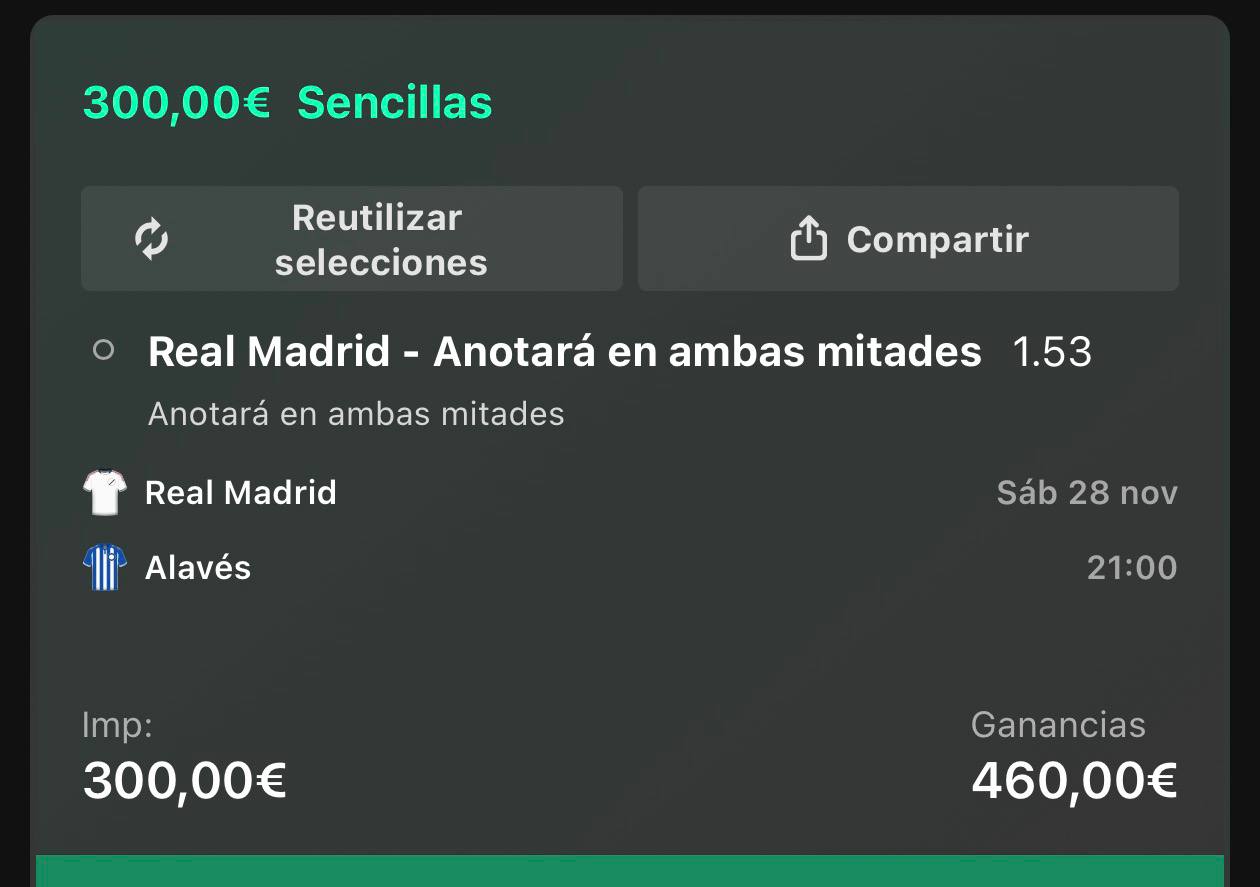 300,00€ Sencillas
Reutilizar
selecciones
Compartir
Real Madrid - Anotará en ambas mitades 1.53
Anotará en ambas mitades
Real Madrid Sáb 28 nov
Alavés 21:00
Imp: Ganancias
300,00€ 460,00€